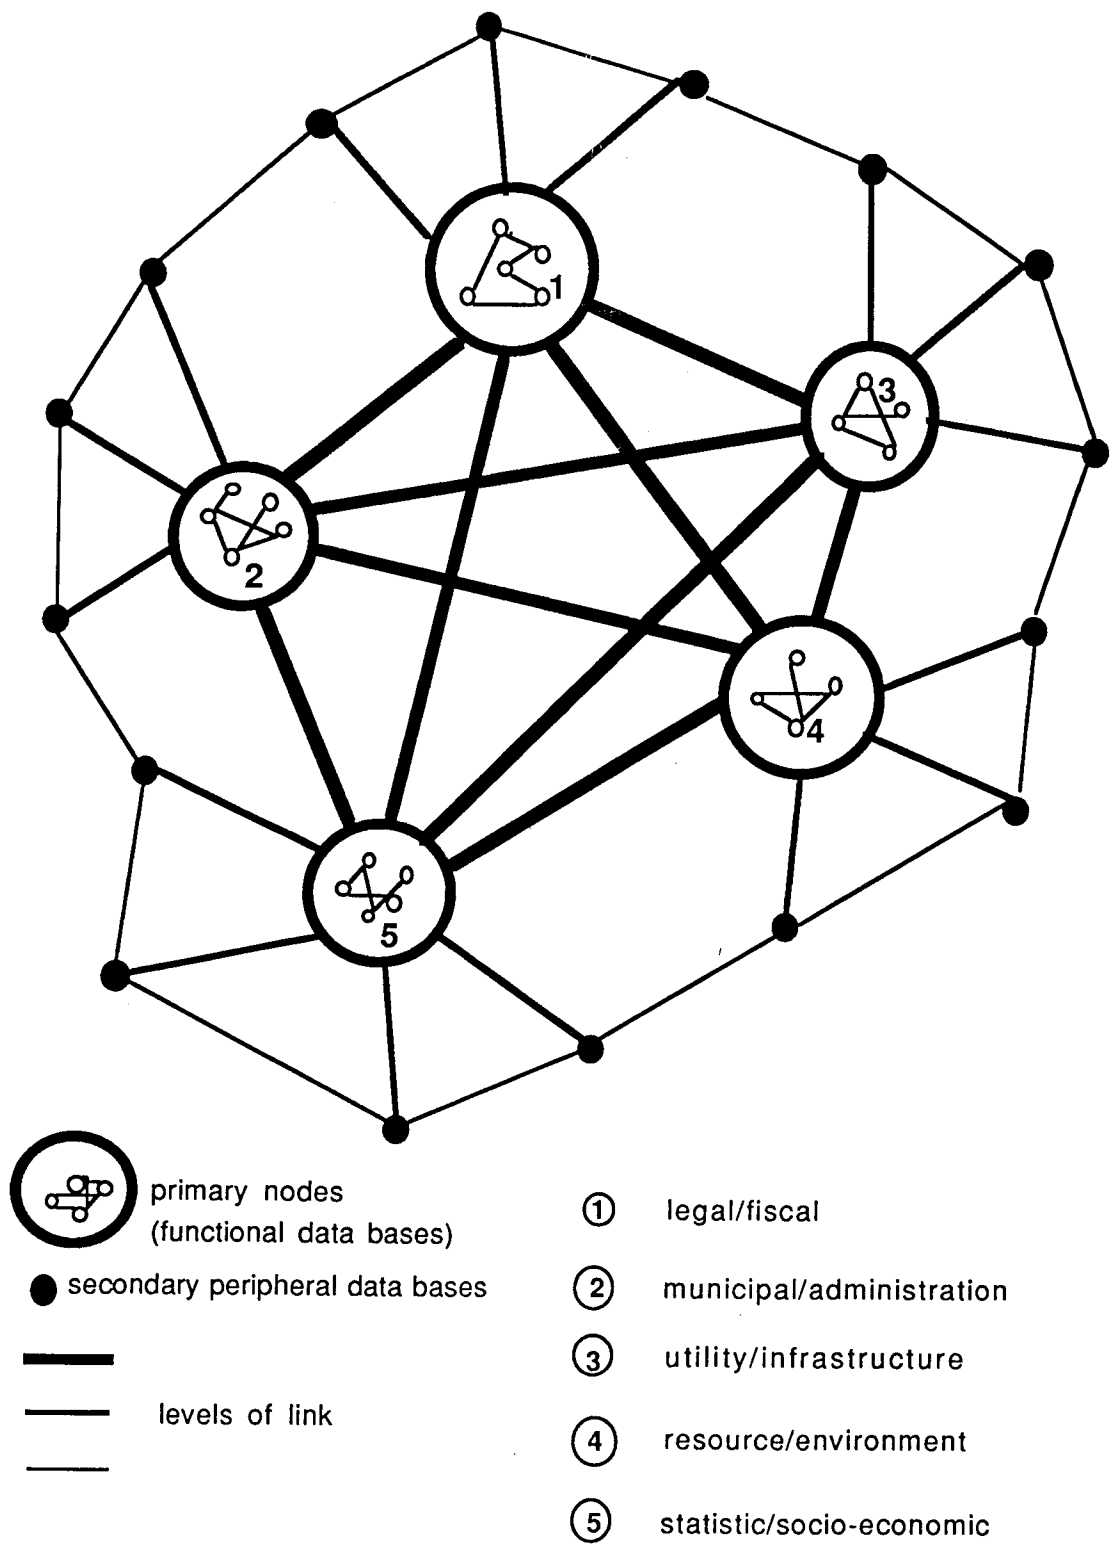 1
3
2
4
5
primary nodes
(functional data bases)
secondary peripheral data bases
levels of link
1 legal/fiscal
2 municipal/administration
3 utility/infrastructure
4 resource/environment
5 statistic/socio-economic